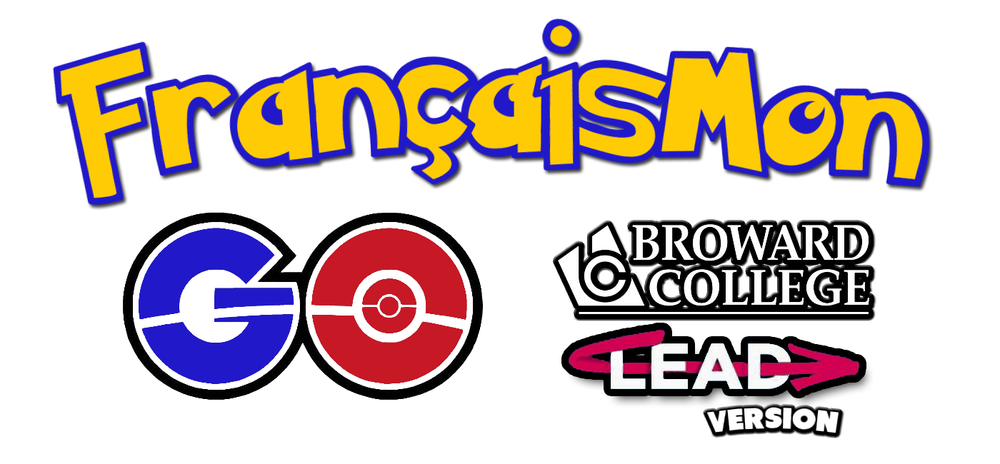 FrançaisMon
GO
BROWARD
COLLEGE
LEAD
VERSION